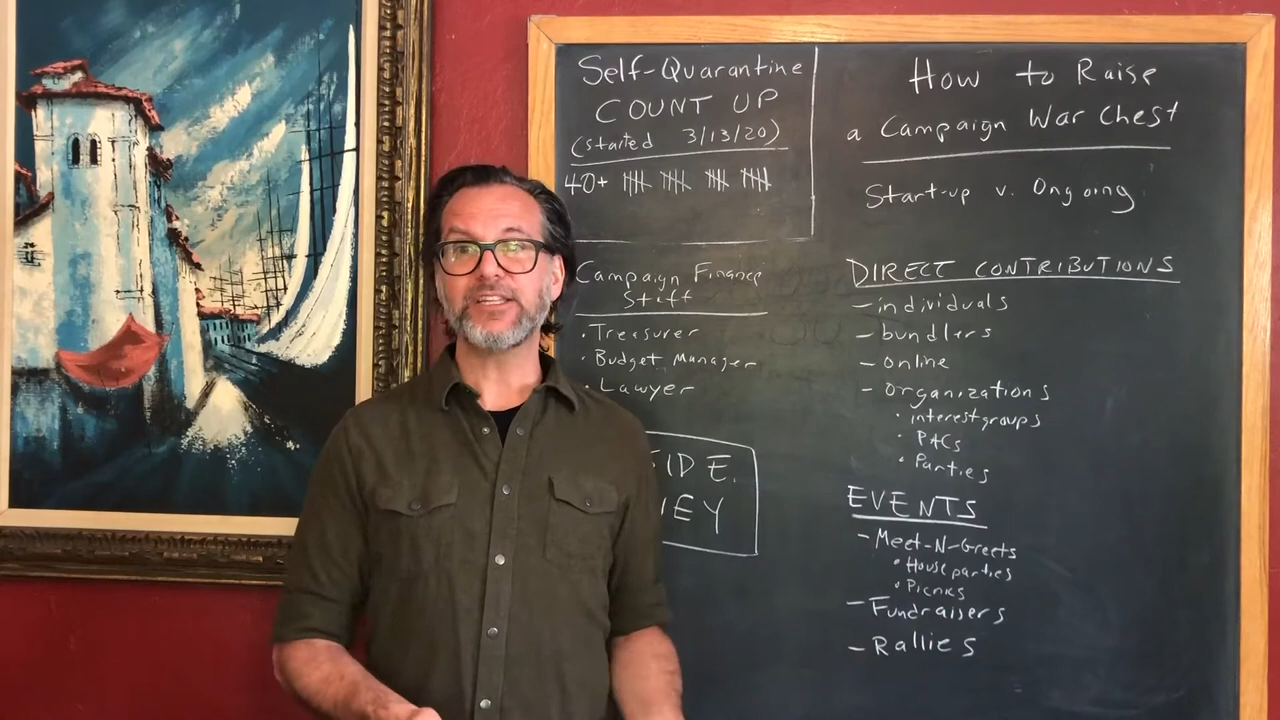 Self-Quarantine
COUNT UP
(started 3/13/20)
40+
Campaign Finance
Staff
• Treasurer
• Budget Manager
• Lawyer
IDE.
EY
How to Raise
a Campaign War Chest
Start-up v. Ongoing
DIRECT CONTRIBUTIONS
- individuals
- bundlers
- online
- organizations
• interest groups
• PACs
• Parties
EVENTS
- Meet-N-Greets
• House parties
• Picnics
- Fundraisers
- Rallies